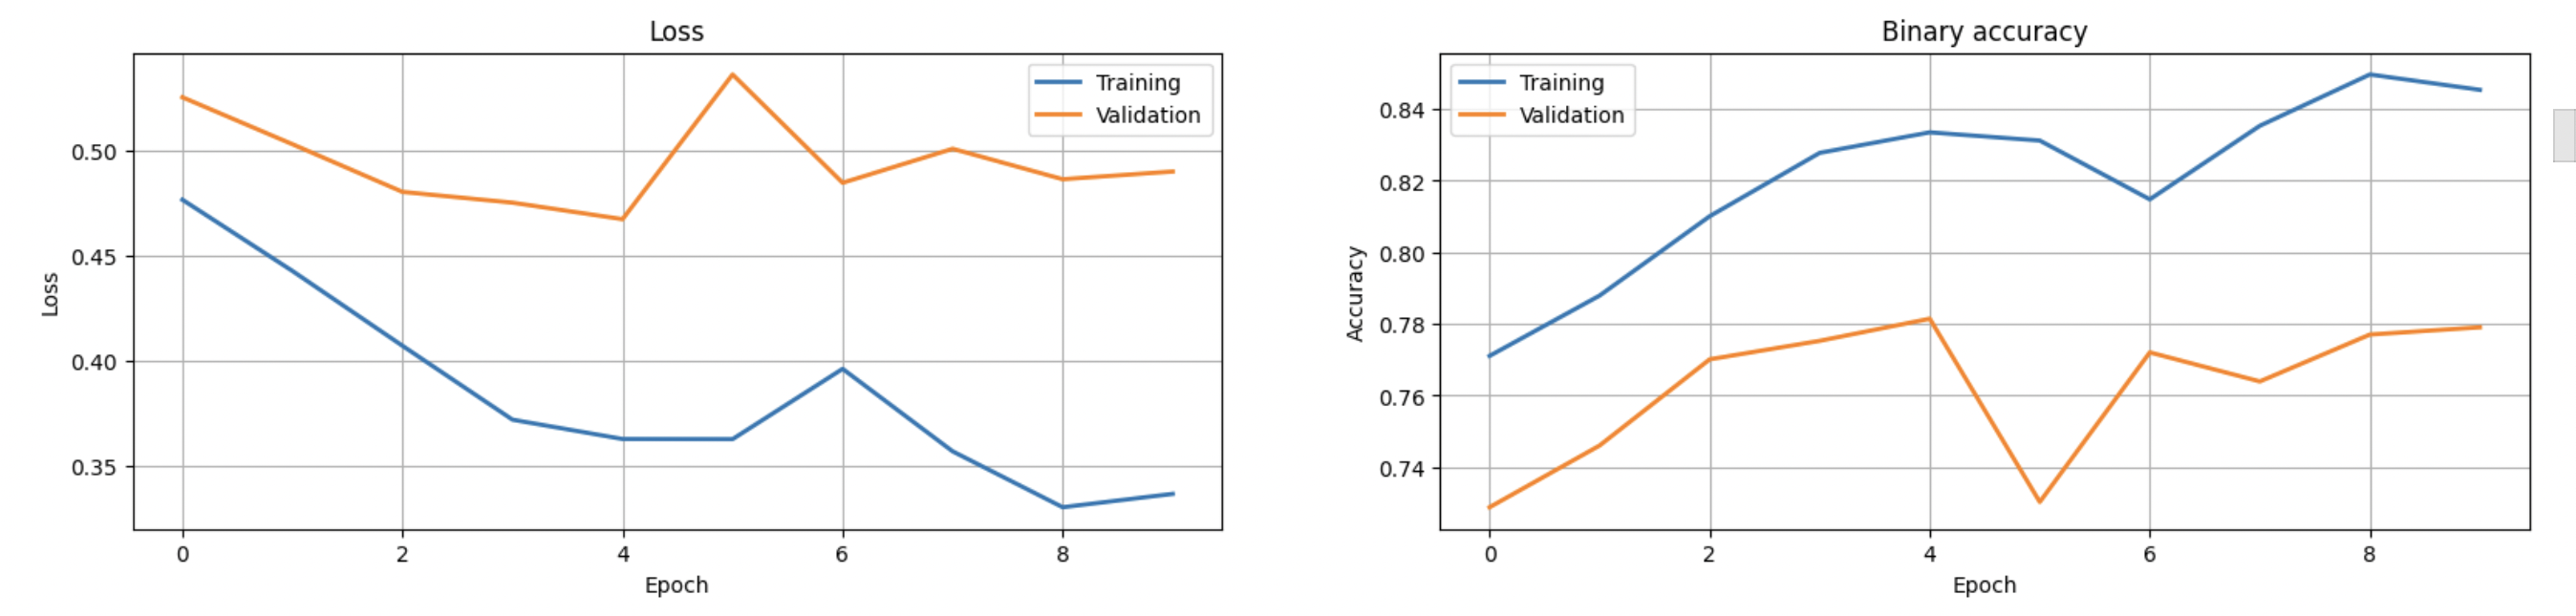 Loss
Training
Validation
0.50
0.45
0.40
0.35
Loss
0 2 4 6 8
Epoch
Binary accuracy
Training
Validation
0.84
0.82
0.80
0.78
0.76
0.74
Accuracy
0 2 4 6 8
Epoch